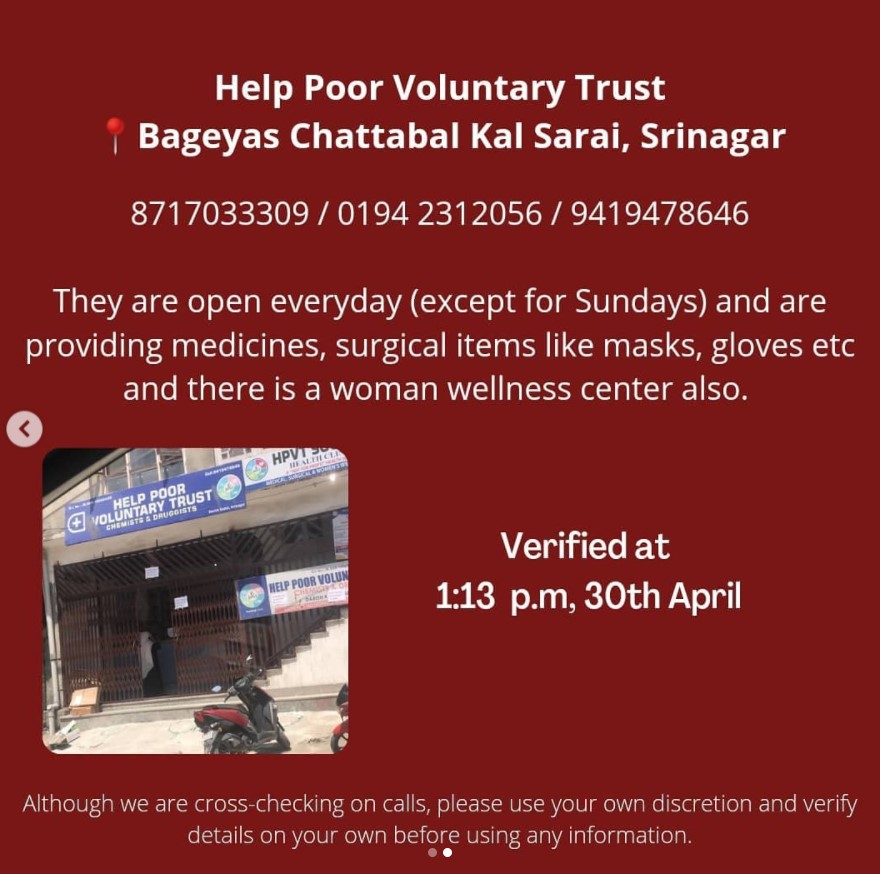 Help Poor Voluntary Trust
Bageyas Chattabal Kal Sarai, Srinagar
8717033309 / 0194 2312056 / 9419478646
They are open everyday (except for Sundays) and are
providing medicines, surgical items like masks, gloves etc
and there is a woman wellness center also.
HPVT
HEALTH
HELP POOR
VOLUNTARY TRUST
CHEMISTS & DRUGGISTS
HELP POOR VOLUN
Verified at
1:13 p.m, 30th April
Although we are cross-checking on calls, please use your own discretion and verify
details on your own before using any information.